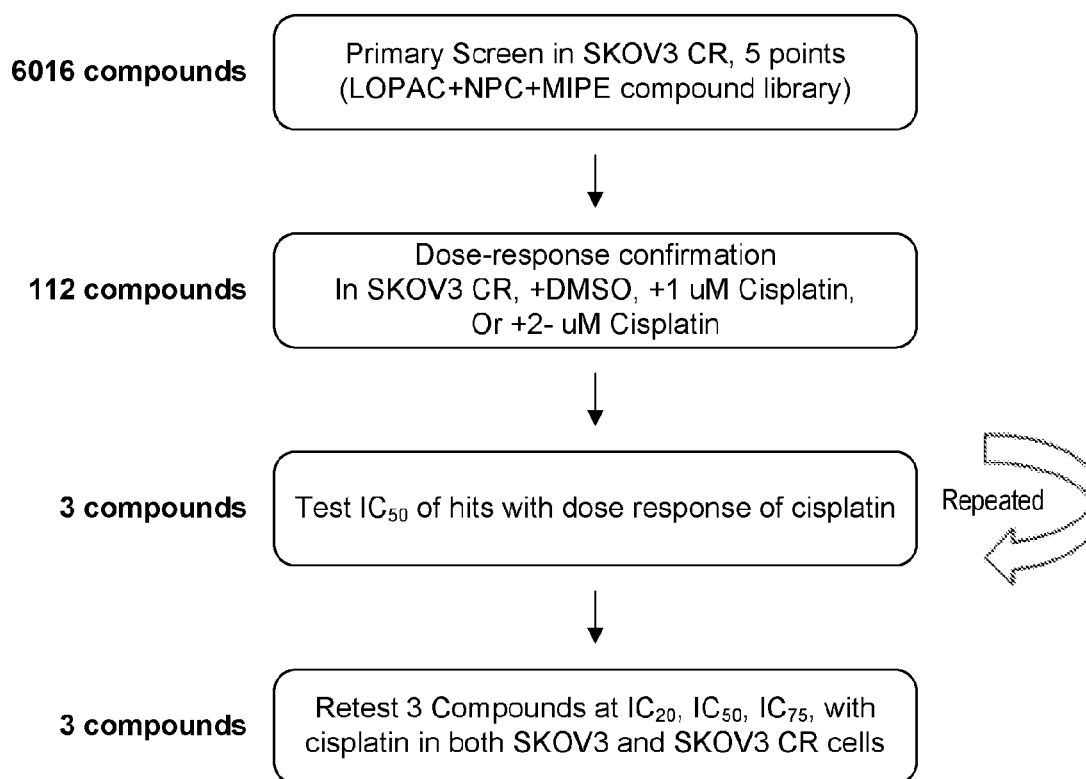 6016 compounds
Primary Screen in SKOV3 CR, 5 points
(LOPAC+NPC+MIPE compound library)
112 compounds
Dose-response confirmation
In SKOV3 CR, +DMSO, +1 uM Cisplatin,
Or +2- uM Cisplatin
3 compounds
Test IC50 of hits with dose response of cisplatin
Repeated
3 compounds
Retest 3 Compounds at IC20, IC50, IC75, with
cisplatin in both SKOV3 and SKOV3 CR cells